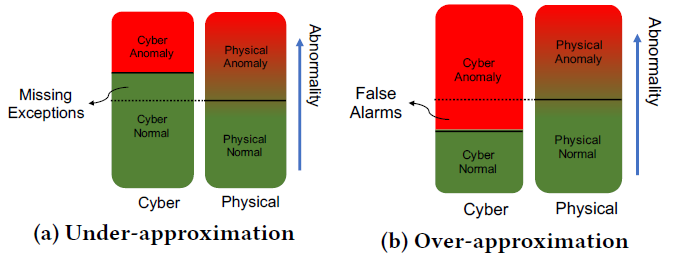 Cyber
Anomaly
Physical
Anomaly
Missing
Exceptions
Cyber
Normal
Physical
Normal
Abnormality
Cyber
Physical
(a) Under-approximation
Cyber
Anomaly
Physical
Anomaly
False
Alarms
Cyber
Normal
Physical
Normal
Abnormality
Cyber
Physical
(b) Over-approximation